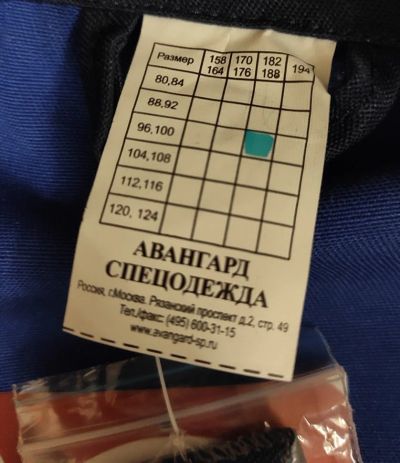 Размер 158 170 182 194
164 176 188
80,84
88,92
96,100
104,108
112,116
120, 124
АВАНГАРД
СПЕЦОДЕЖДА
Россия, г.Москва. Рязанский проспект д.2, стр. 49
Тел./факс: (495) 600-31-15
www.avangard-sp.ru